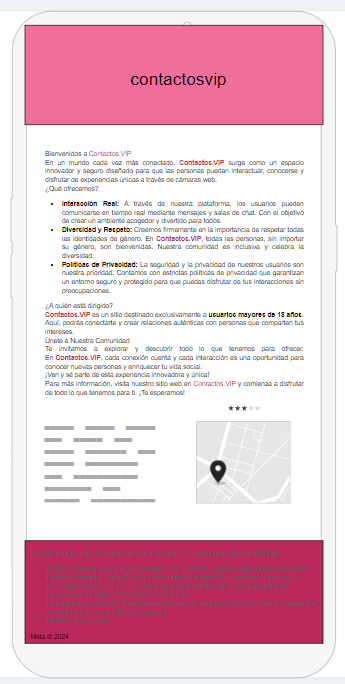 contactosvip
Bienvenidos a Contactos.VIP
En un mundo cada vez más conectado, Contactos.VIP surge como un espacio
innovador y seguro diseñado para que las personas puedan interactuar, conocerse y
disfrutar de experiencias únicas a través de cámaras web.
¿Qué ofrecemos?
• Interacción Real: A través de nuestra plataforma, los usuarios pueden
comunicarse en tiempo real mediante mensajes y salas de chat. Con el objetivo
de crear un ambiente acogedor y divertido para todos.
• Diversidad y Respeto: Creemos firmemente en la importancia de respetar todas
las identidades de género. En Contactos.VIP, todas las personas, sin importar
su género, son bienvenidas. Nuestra comunidad es inclusiva y celebra la
diversidad.
• Políticas de Privacidad: La seguridad y la privacidad de nuestros usuarios son
nuestra prioridad. Contamos con estrictas políticas de privacidad que garantizan
un entorno seguro y protegido para que puedas disfrutar de tus interacciones sin
preocupaciones.
¿A quién está dirigido?
Contactos.VIP es un sitio destinado exclusivamente a usuarios mayores de 18 años.
Aquí, podrás conectarte y crear relaciones auténticas con personas que comparten tus
intereses.
Únete a Nuestra Comunidad
Te invitamos a explorar y descubrir todo lo que tenemos para ofrecer.
En Contactos.VIP, cada conexión cuenta y cada interacción es una oportunidad para
conocer nuevas personas y enriquecer tu vida social.
¡Ven y sé parte de esta experiencia innovadora y única!
Para más información, visita nuestro sitio web en Contactos.VIP y comienza a disfrutar
de todo lo que tenemos para ti. ¡Te esperamos!
Meta © 2024